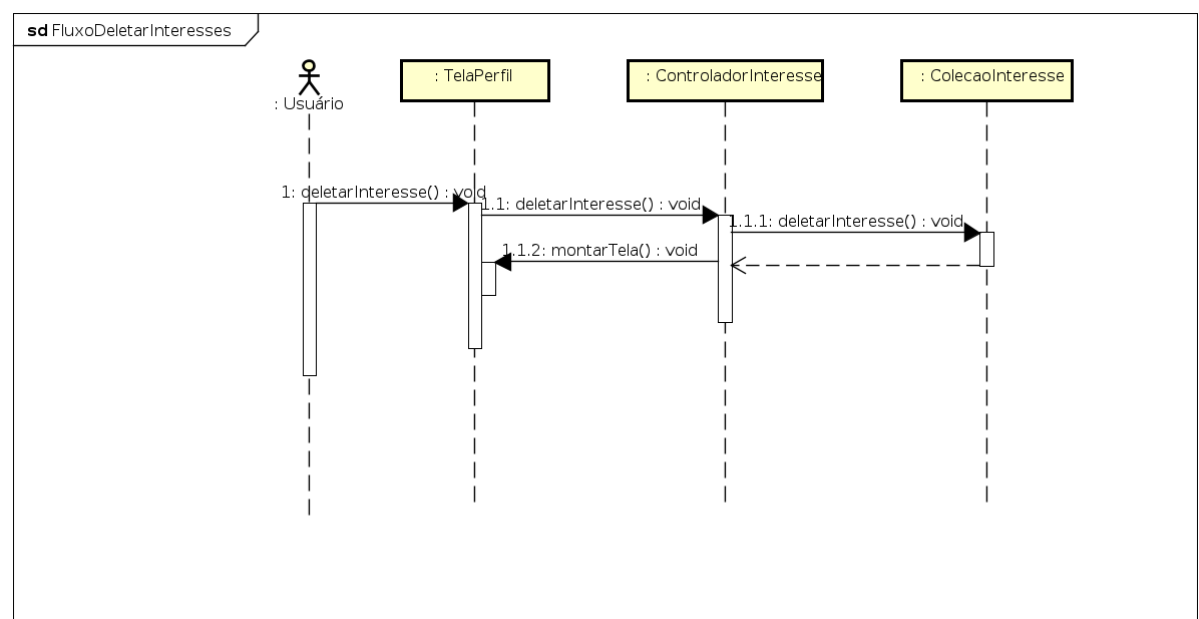 sd FluxoDeletarInteresses
: Usuário
: TelaPerfil
: ControladorInteresse
: ColecaoInteresse
1: deletarInteresse() : void
1.1: deletarInteresse() : void
1.1.1: deletarInteresse() : void
1.1.2: montarTela() : void